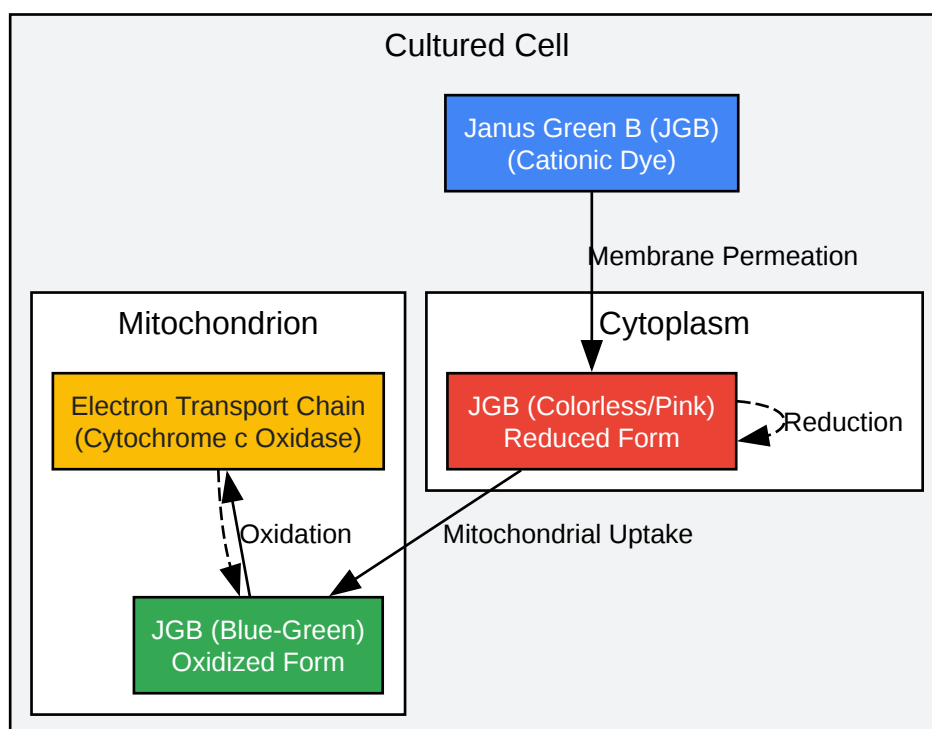 Cultured Cell
Janus Green B (JGB)
(Cationic Dye)
Membrane Permeation
Mitochondrion
Cytoplasm
Electron Transport Chain
(Cytochrome c Oxidase)
JGB (Colorless/Pink)
Reduced Form
Reduction
Oxidation
Mitochondrial Uptake
JGB (Blue-Green)
Oxidized Form